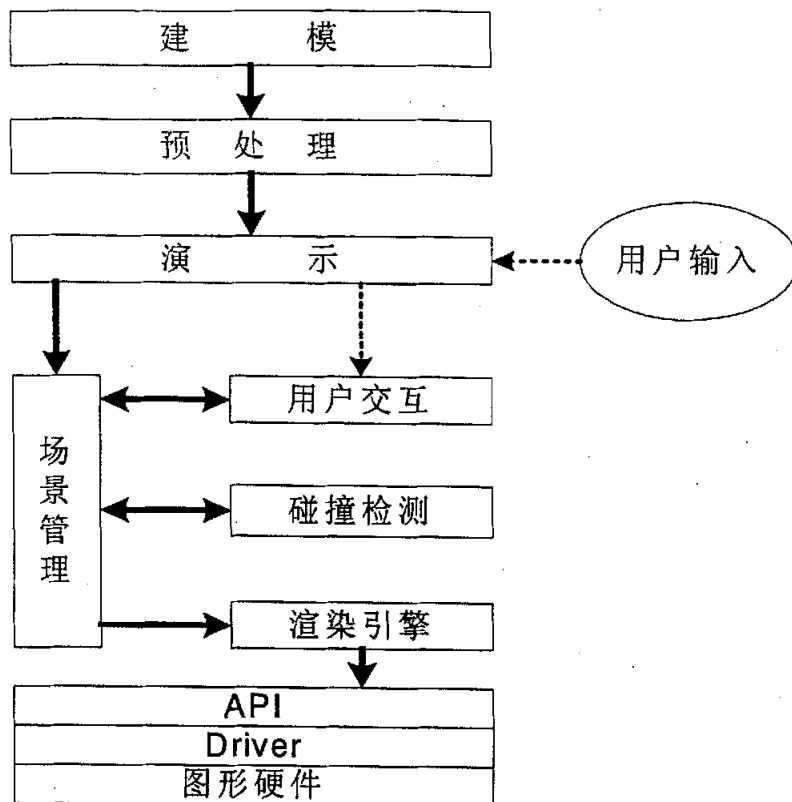 建模
预处理
演示
用户输入
用户交互
场景管理
碰撞检测
渲染引擎
API
Driver
图形硬件